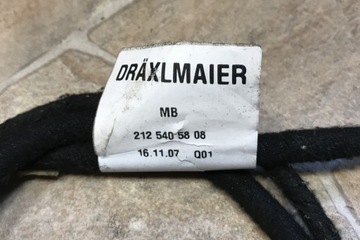 DRÄXLMAIER
MB
212 540 58 08
16.11.07 Q01